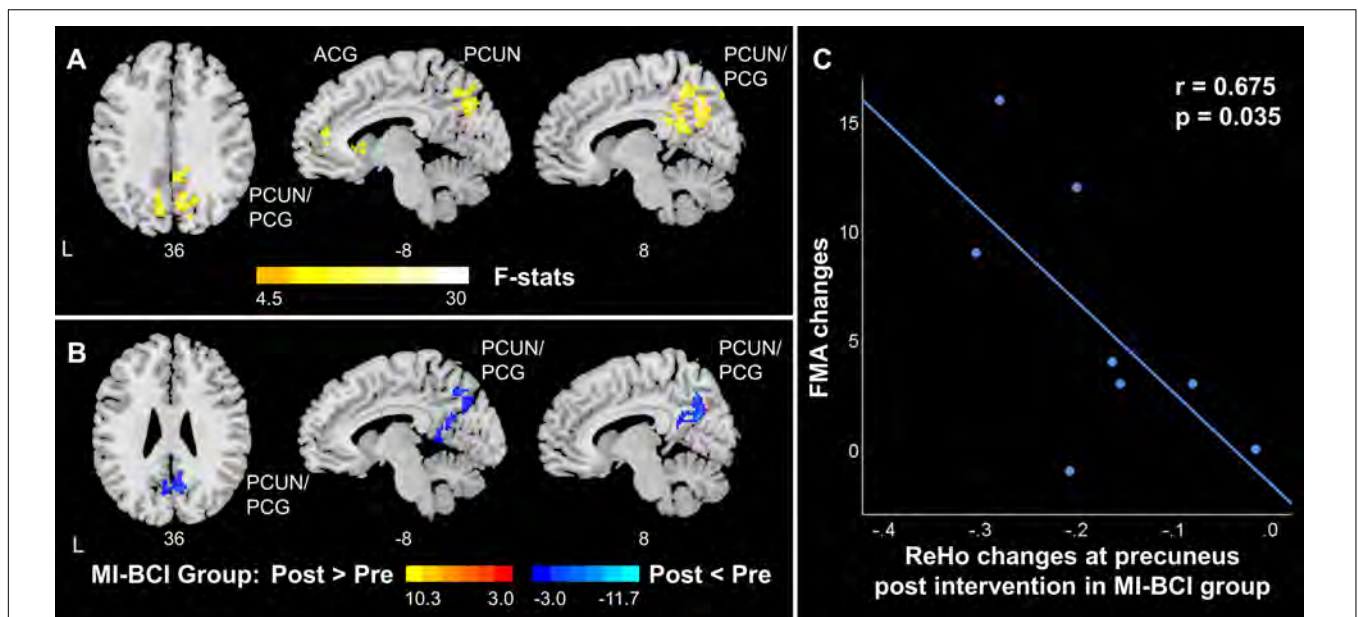 A
ACG
PCUN
PCUN/
PCG
PCUN/
PCG
L
36
-8
8
4.5
30
F-stats
B
PCUN/
PCG
PCUN/
PCG
PCUN/
PCG
L
36
-8
8
MI-BCI Group: Post > Pre
10.3
3.0
-3.0
-11.7
Post < Pre
C
r = 0.675
p = 0.035
15
10
5
0
FMA changes
-.4
-.3
-.2
-.1
.0
ReHo changes at precuneus
post intervention in MI-BCI group